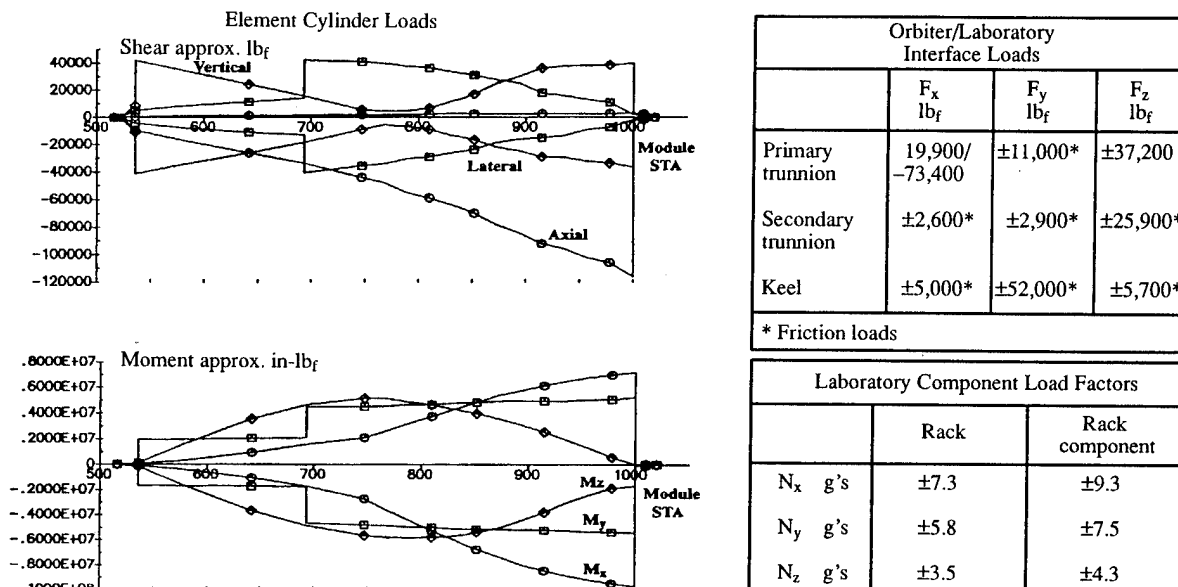 Element Cylinder Loads
Shear approx. lbf
40000
20000
0
-20000
-40000
-60000
-80000
-100000
-120000
Vertical
Lateral
Axial
500 600 700 800 900 1000
Module
STA
Moment approx. in-lbf
.8000E+07
.6000E+07
.4000E+07
.2000E+07
0
-.2000E+07
-.4000E+07
-.6000E+07
-.8000E+07
500 600 700 800 900 1000
Mz
My
Mx
Module
STA
Orbiter/Laboratory
Interface Loads
Fx Fy Fz
lbf lbf lbf
Primary 19,900/ ±11,000* ±37,200
trunnion –73,400
Secondary ±2,600* ±2,900* ±25,900*
trunnion
Keel ±5,000* ±52,000* ±5,700*
* Friction loads
Laboratory Component Load Factors
Rack Rack
component
Nx g's ±7.3 ±9.3
Ny g's ±5.8 ±7.5
Nz g's ±3.5 ±4.3